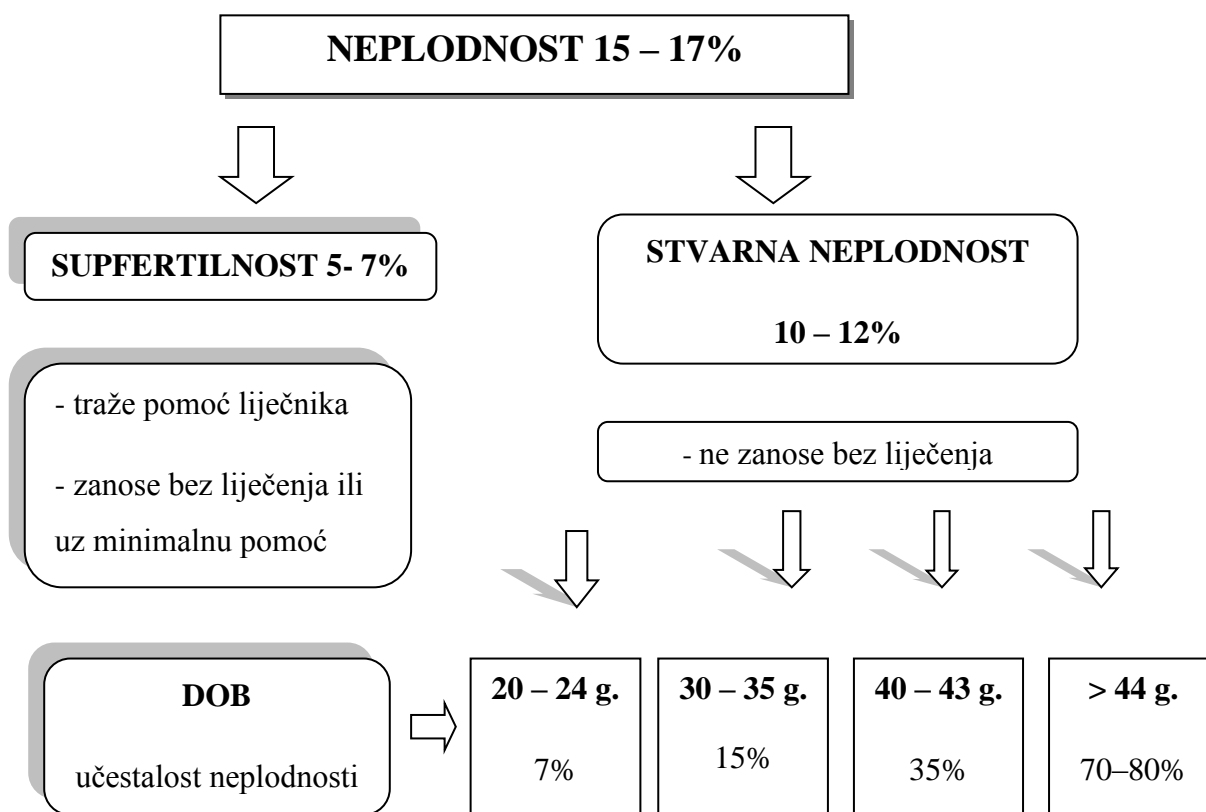 NEPLODNOST 15 – 17%
SUPFERTILNOST 5- 7%
STVARNA NEPLODNOST
10 – 12%
- traže pomoć liječnika
- zanose bez liječenja ili
uz minimalnu pomoć
- ne zanose bez liječenja
DOB
učestalost neplodnosti
20 – 24 g.
7%
30 – 35 g.
15%
40 – 43 g.
35%
> 44 g.
70–80%